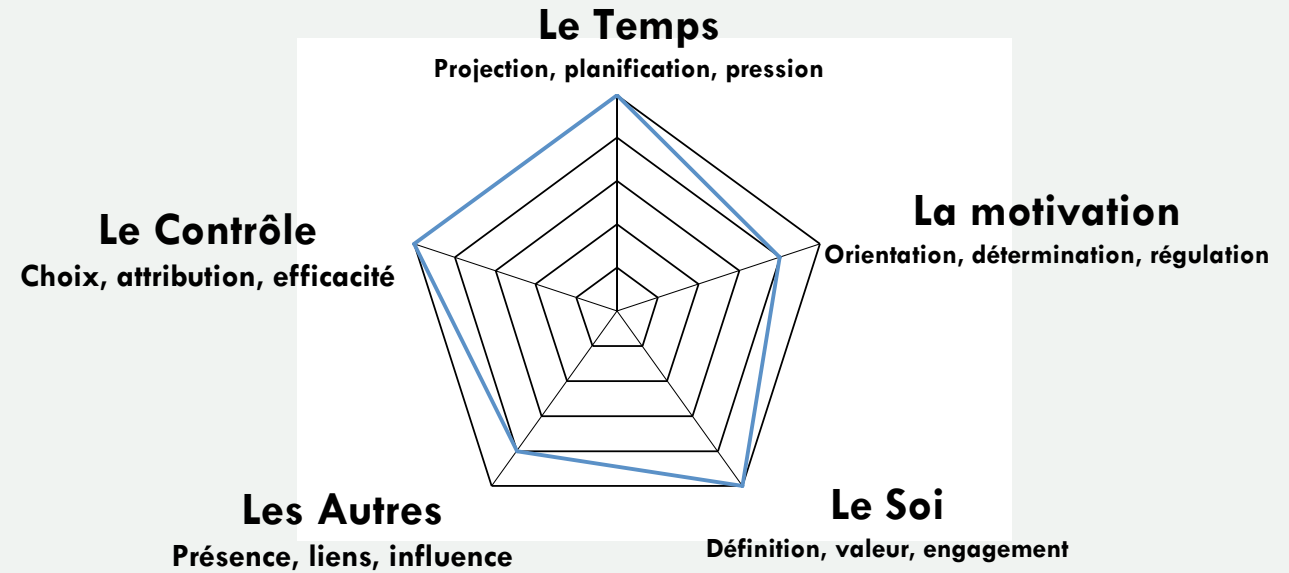 Le Temps
Projection, planification, pression
La motivation
Orientation, détermination, régulation
Le Contrôle
Choix, attribution, efficacité
Le Soi
Définition, valeur, engagement
Les Autres
Présence, liens, influence